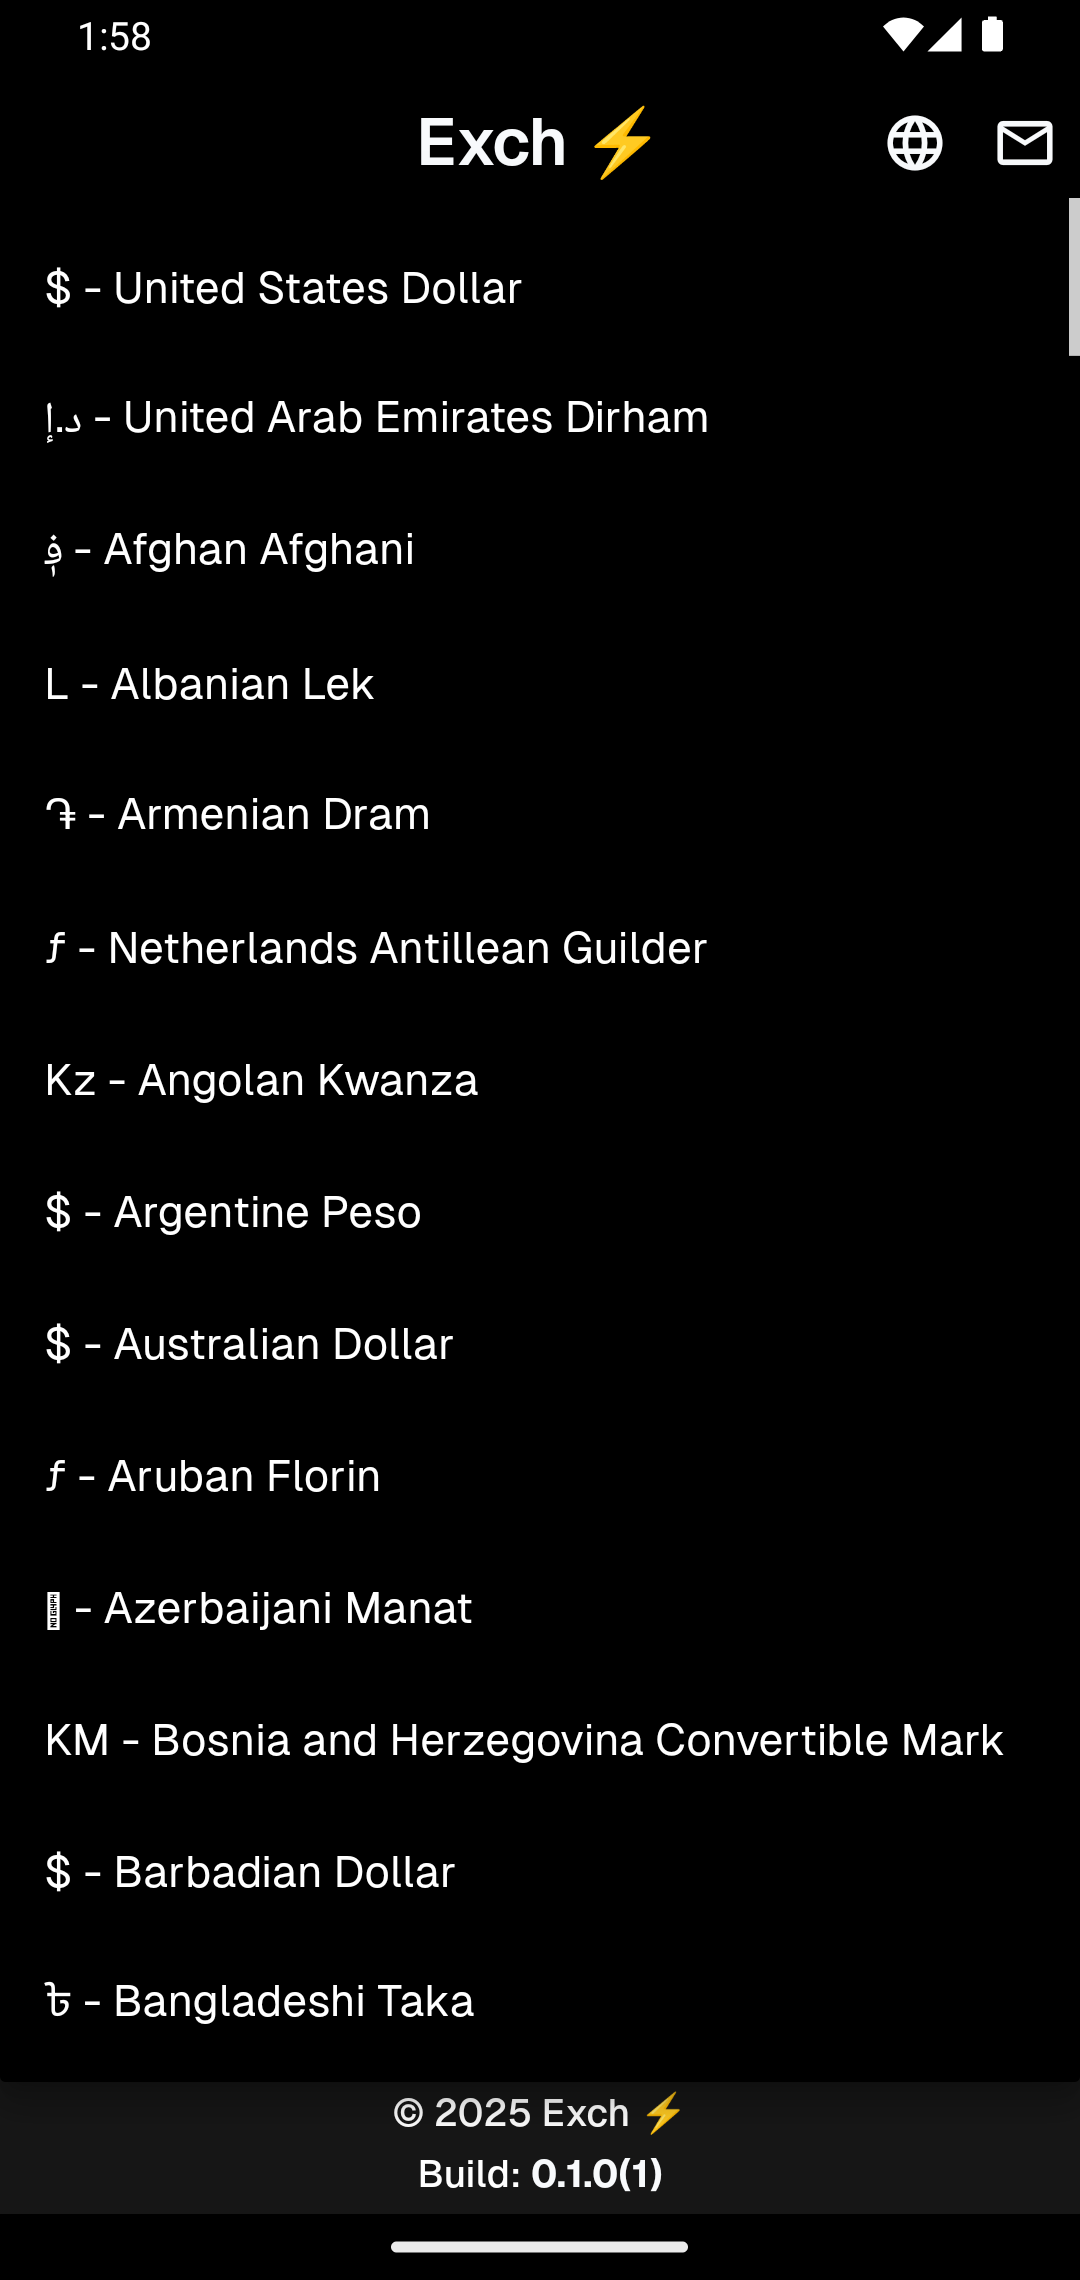 1:58
Exch ⚡
$ - United States Dollar
د.إ - United Arab Emirates Dirham
؋ - Afghan Afghani
L - Albanian Lek
֏ - Armenian Dram
ƒ - Netherlands Antillean Guilder
Kz - Angolan Kwanza
$ - Argentine Peso
$ - Australian Dollar
ƒ - Aruban Florin
- Azerbaijani Manat
KM - Bosnia and Herzegovina Convertible Mark
$ - Barbadian Dollar
৳ - Bangladeshi Taka
© 2025 Exch ⚡
Build: 0.1.0(1)